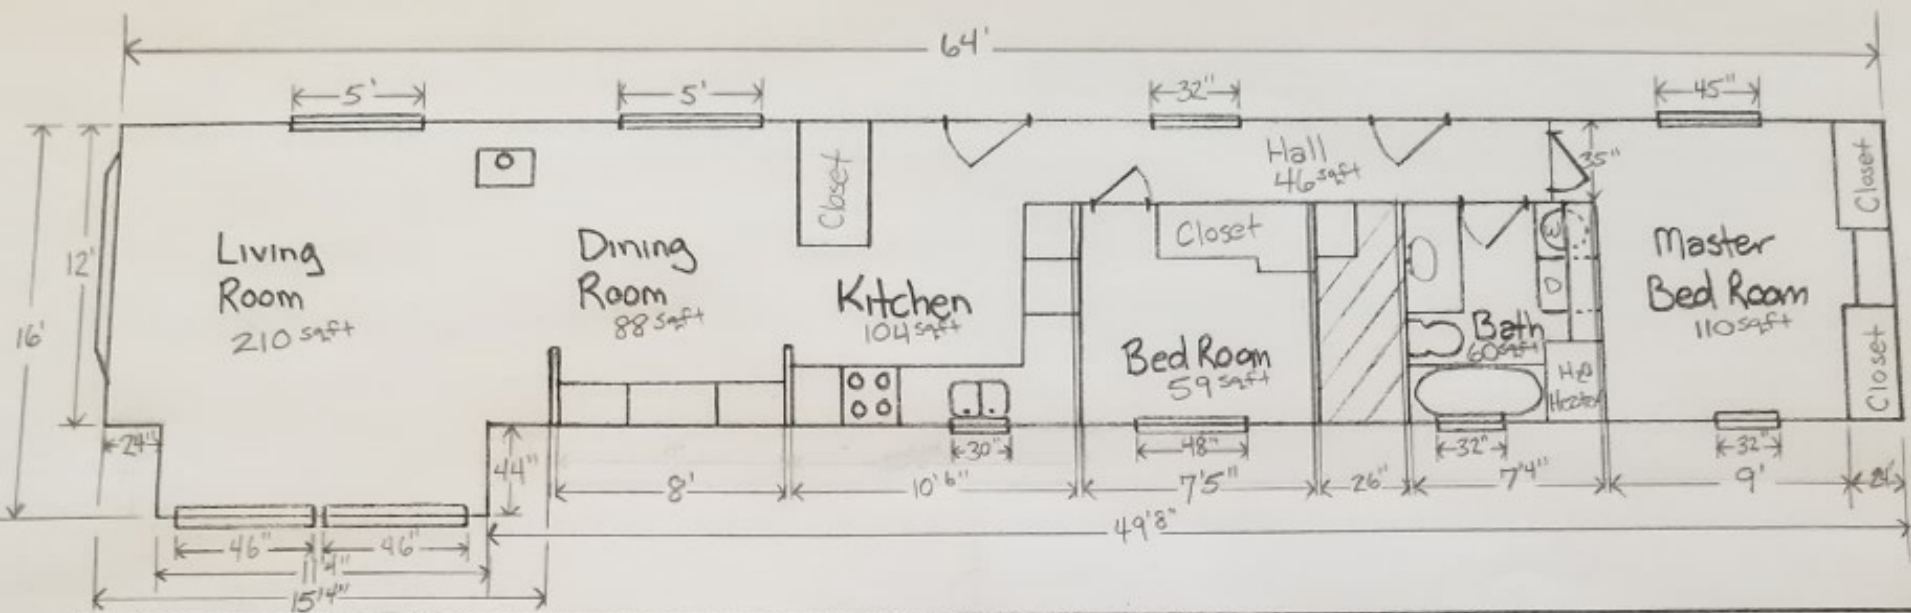 64'
5'
5'
32"
45"
Hall
46 sqft
35"
Closet
Closet
Closet
12'
16'
Living
Room
210 sqft
Dining
Room
88 sqft
Kitchen
104 sqft
Bed Room
59 sqft
W
D
Bath
60 sqft
H2O
Heater
Master
Bed Room
110 sqft
Closet
24"
44"
30"
48"
32"
32"
8'
10'6"
7'5"
26"
7'4"
9'
49'8"
46"
46"
11'4"
15'4"